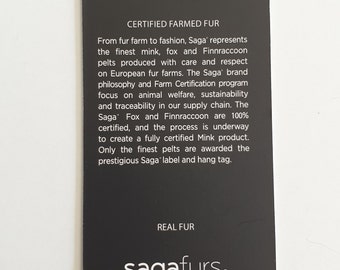 CERTIFIED FARMED FUR
From fur farm to fashion, Saga® represents
the finest mink, fox and Finnraccoon
pelts produced with care and respect
on European fur farms. The Saga® brand
philosophy and Farm Certification program
focus on animal welfare, sustainability
and traceability in our supply chain. The
Saga® Fox and Finnraccoon are 100%
certified, and the process is underway
to create a fully certified Mink product.
Only the finest pelts are awarded the
prestigious Saga® label and hang tag.
REAL FUR
sagafurs.